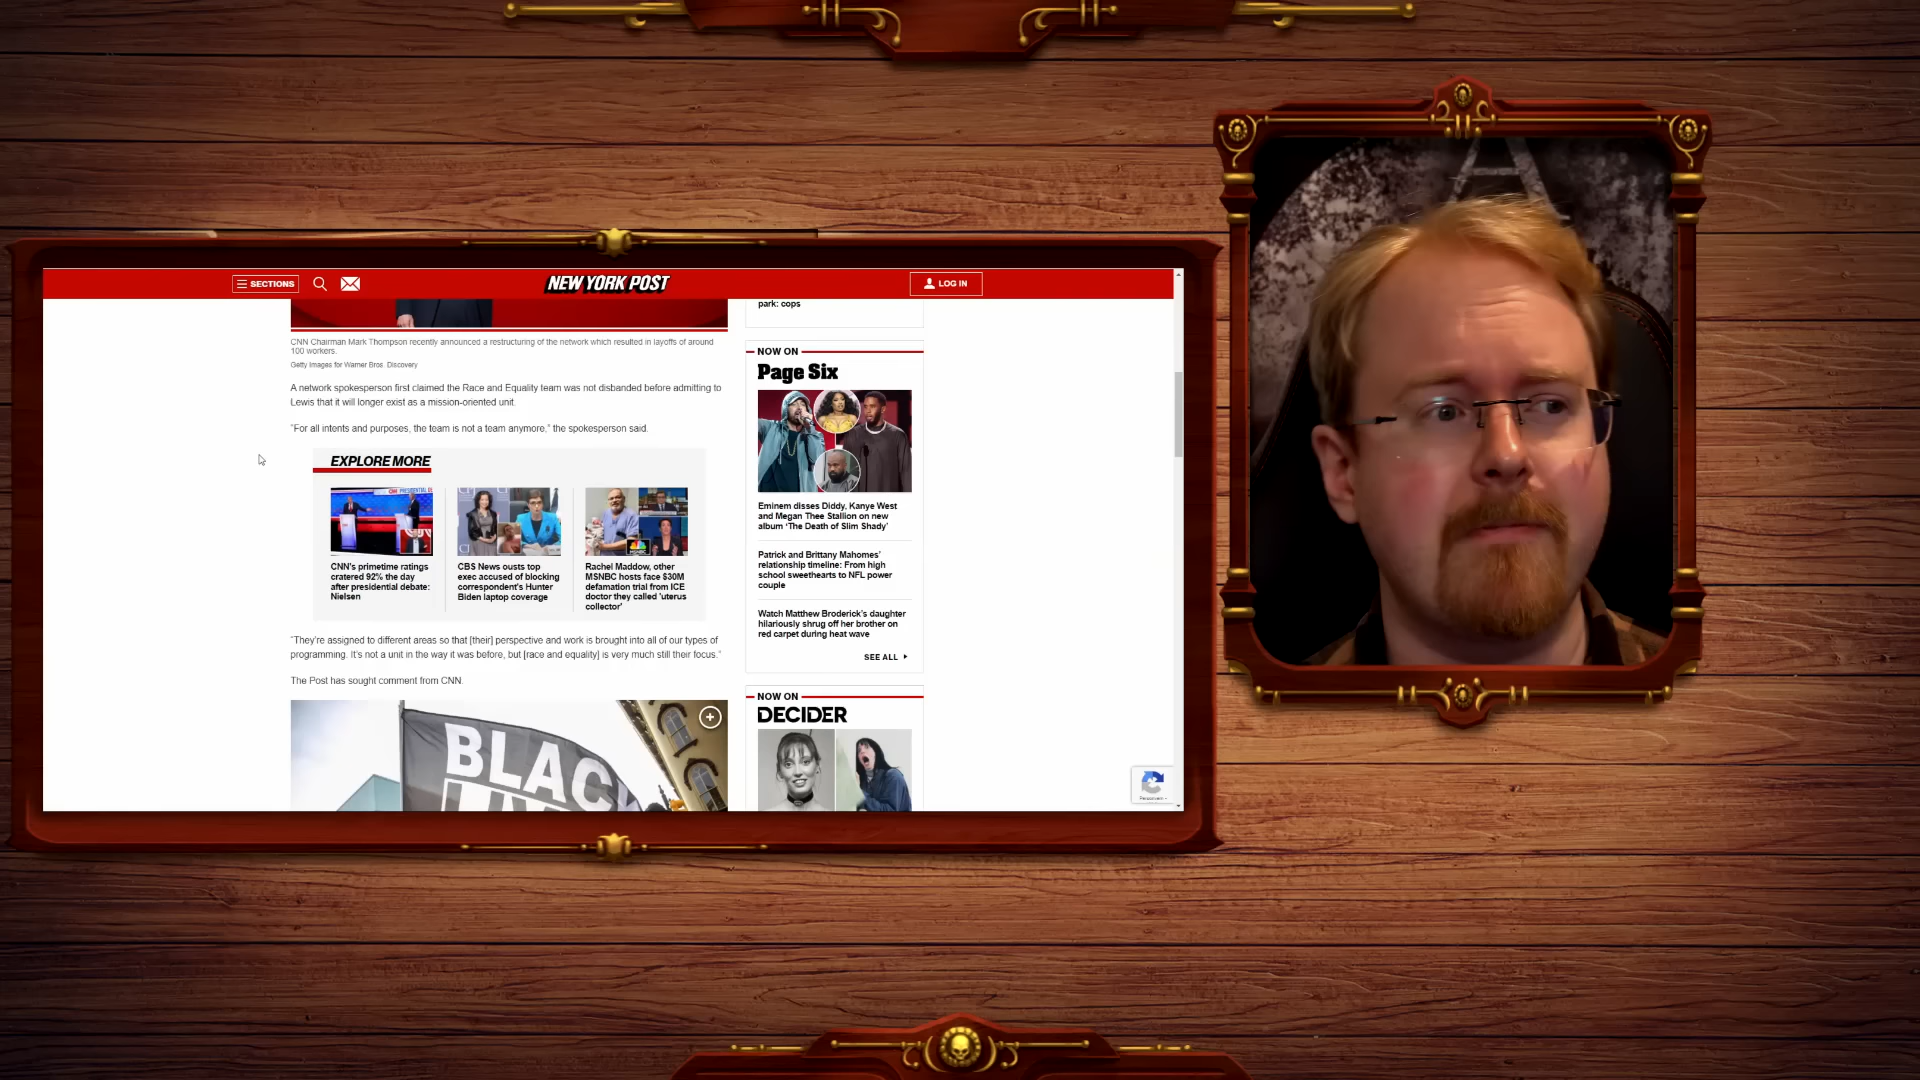 SECTIONS
NEW YORK POST
LOG IN
CNN Chairman Mark Thompson recently announced a restructuring of the network which resulted in layoffs of around
100 workers.
Getty Images for Warner Bros. Discovery
A network spokesperson first claimed the Race and Equality team was not disbanded before admitting to
Lewis that it will longer exist as a mission-oriented unit.
“For all intents and purposes, the team is not a team anymore,” the spokesperson said.
EXPLORE MORE
CNN's primetime ratings
cratered 92% the day
after presidential debate:
Nielsen
CBS News ousts top
exec accused of blocking
correspondent's Hunter
Biden laptop coverage
Rachel Maddow, other
MSNBC hosts face $30M
defamation trial from ICE
doctor they called 'uterus
collector'
“They're assigned to different areas so that [their] perspective and work is brought into all of our types of
programming. It's not a unit in the way it was before, but [race and equality] is very much still their focus.”
The Post has sought comment from CNN.
BLAC
park: cops
NOW ON
Page Six
Eminem disses Diddy, Kanye West
and Megan Thee Stallion on new
album ‘The Death of Slim Shady’
Patrick and Brittany Mahomes'
relationship timeline: From high
school sweethearts to NFL power
couple
Watch Matthew Broderick's daughter
hilariously shrug off her brother on
red carpet during heat wave
SEE ALL
NOW ON
DECIDER